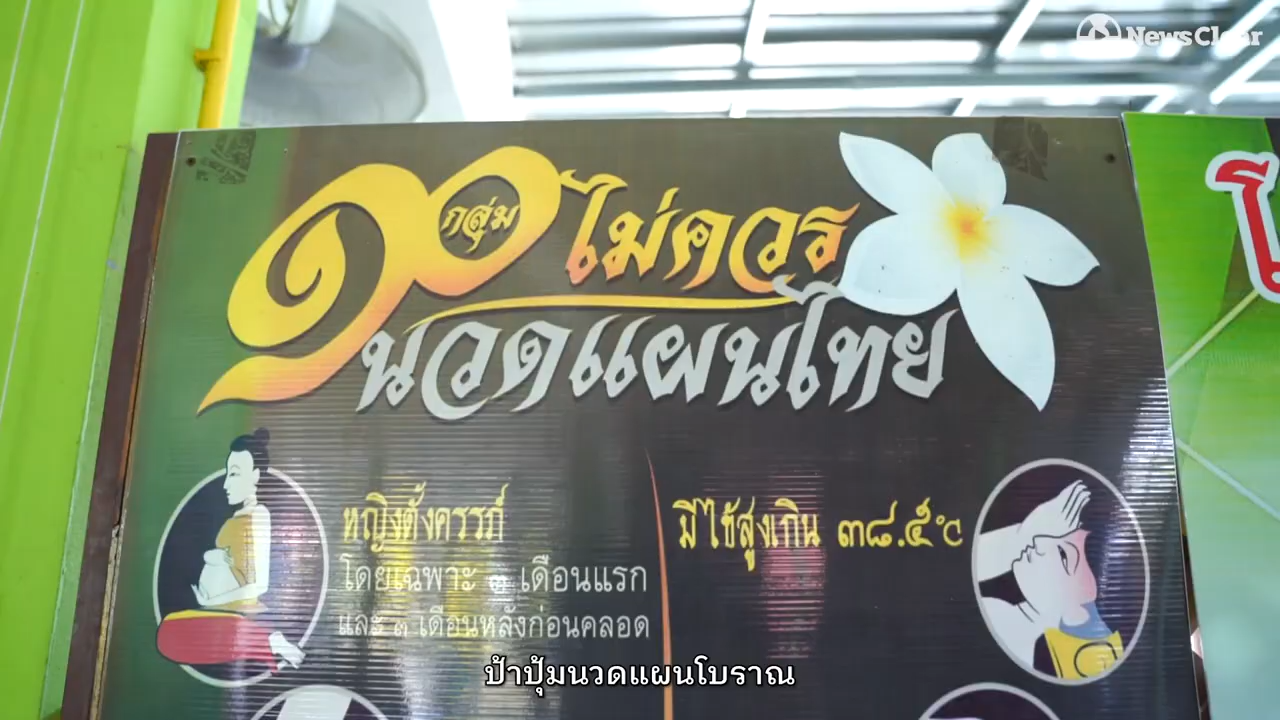 NewsClear
๑๐ กลุ่ม ไม่ควร
นวดแผนไทย
หญิงตั้งครรภ์
โดยเฉพาะ ๓ เดือนแรก
และ ๓ เดือนหลังก่อนคลอด
มีไข้สูงเกิน ๓๘.๕ °C
ป้าปุ้มนวดแผนโบราณ